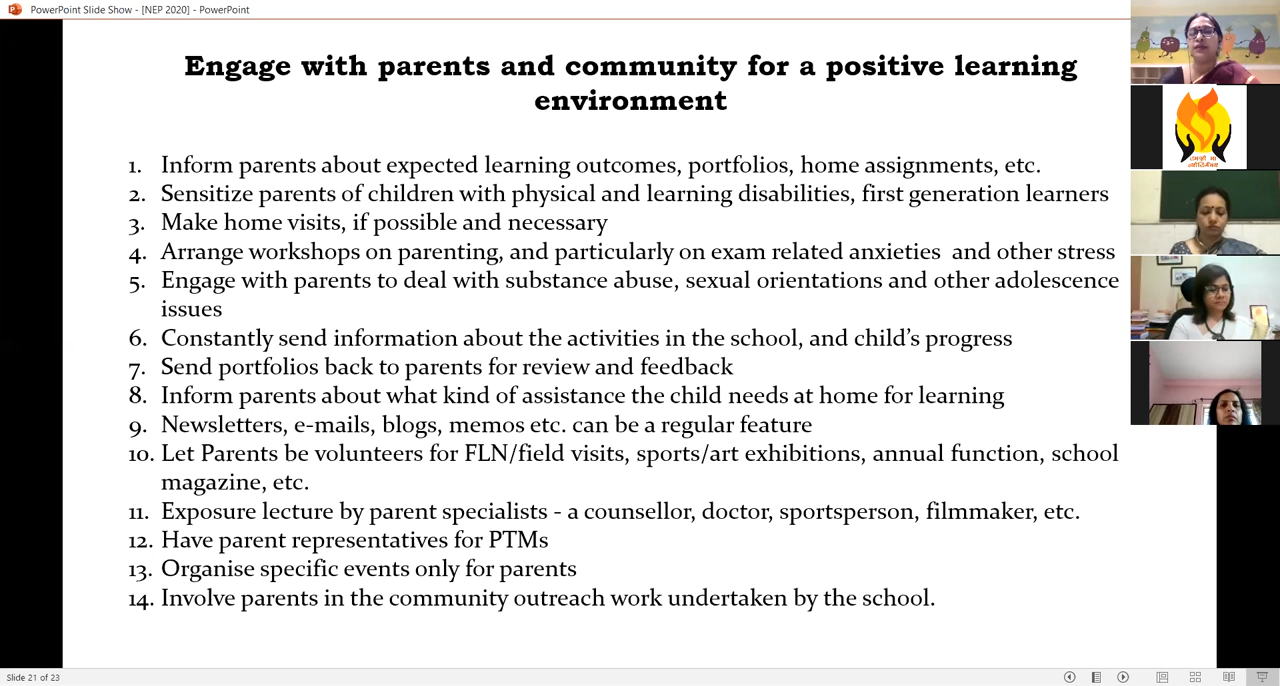 PowerPoint Slide Show - [NEP 2020] - PowerPoint
Engage with parents and community for a positive learning
environment
1. Inform parents about expected learning outcomes, portfolios, home assignments, etc.
2. Sensitize parents of children with physical and learning disabilities, first generation learners
3. Make home visits, if possible and necessary
4. Arrange workshops on parenting, and particularly on exam related anxieties  and other stress
5. Engage with parents to deal with substance abuse, sexual orientations and other adolescence
issues
6. Constantly send information about the activities in the school, and child’s progress
7. Send portfolios back to parents for review and feedback
8. Inform parents about what kind of assistance the child needs at home for learning
9. Newsletters, e-mails, blogs, memos etc. can be a regular feature
10. Let Parents be volunteers for FLN/field visits, sports/art exhibitions, annual function, school
magazine, etc.
11. Exposure lecture by parent specialists - a counsellor, doctor, sportsperson, filmmaker, etc.
12. Have parent representatives for PTMs
13. Organise specific events only for parents
14. Involve parents in the community outreach work undertaken by the school.
तमसो मा
ज्योतिर्गमय
Slide 21 of 23